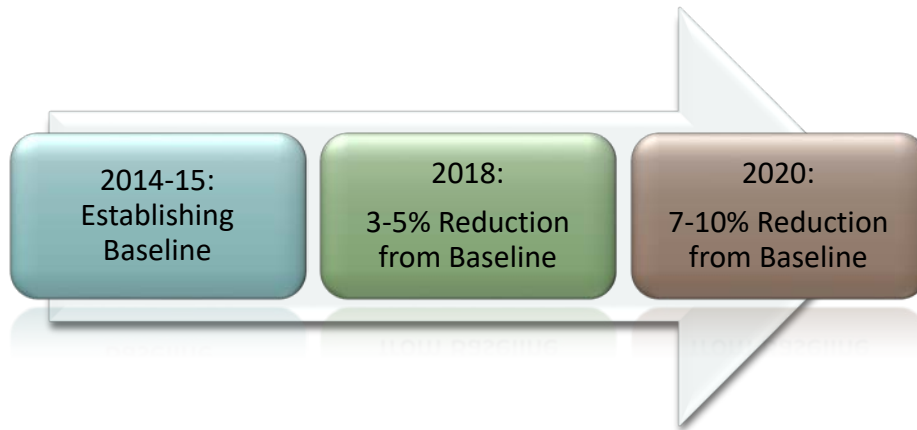 2014-15:
Establishing
Baseline
2018:
3-5% Reduction
from Baseline
2020:
7-10% Reduction
from Baseline